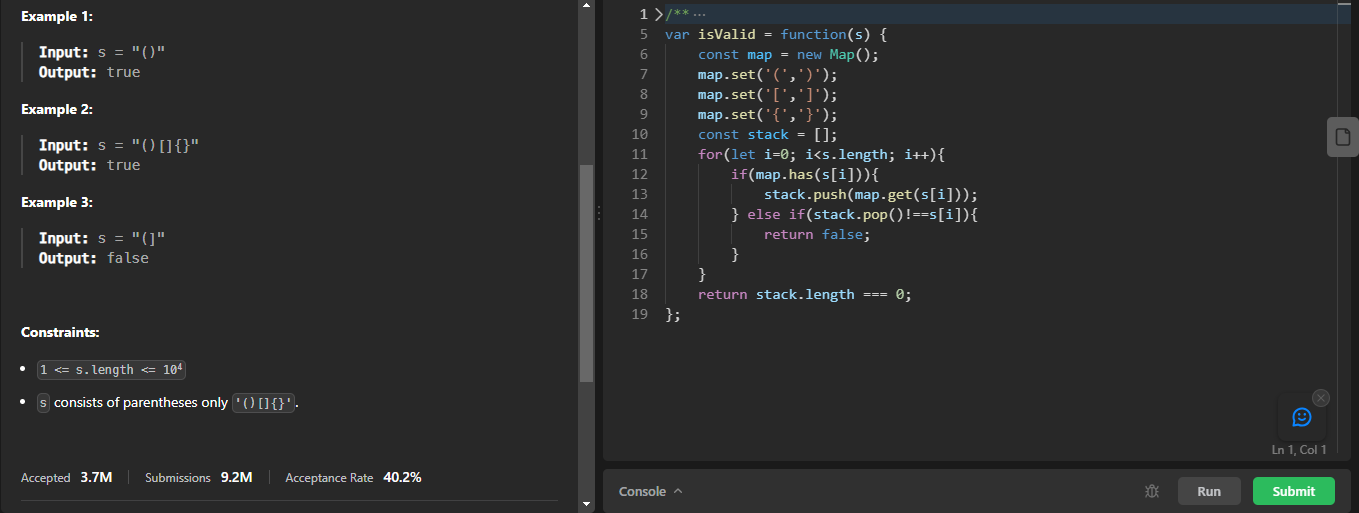 Example 1:
Input: s = "()"
Output: true
Example 2:
Input: s = "()[]{}"
Output: true
Example 3:
Input: s = "(]"
Output: false
Constraints:
• 1 <= s.length <= 10⁴
• s consists of parentheses only '()[]{}'.
Accepted 3.7M Submissions 9.2M Acceptance Rate 40.2%
1 /** ···
5 var isValid = function(s) {
6 const map = new Map();
7 map.set('(',')');
8 map.set('[',']');
9 map.set('{','}');
10 const stack = [];
11 for(let i=0; i<s.length; i++){
12 if(map.has(s[i])){
13 stack.push(map.get(s[i]));
14 } else if(stack.pop()!==s[i]){
15 return false;
16 }
17 }
18 return stack.length === 0;
19 };
Ln 1, Col 1
Console
Run
Submit